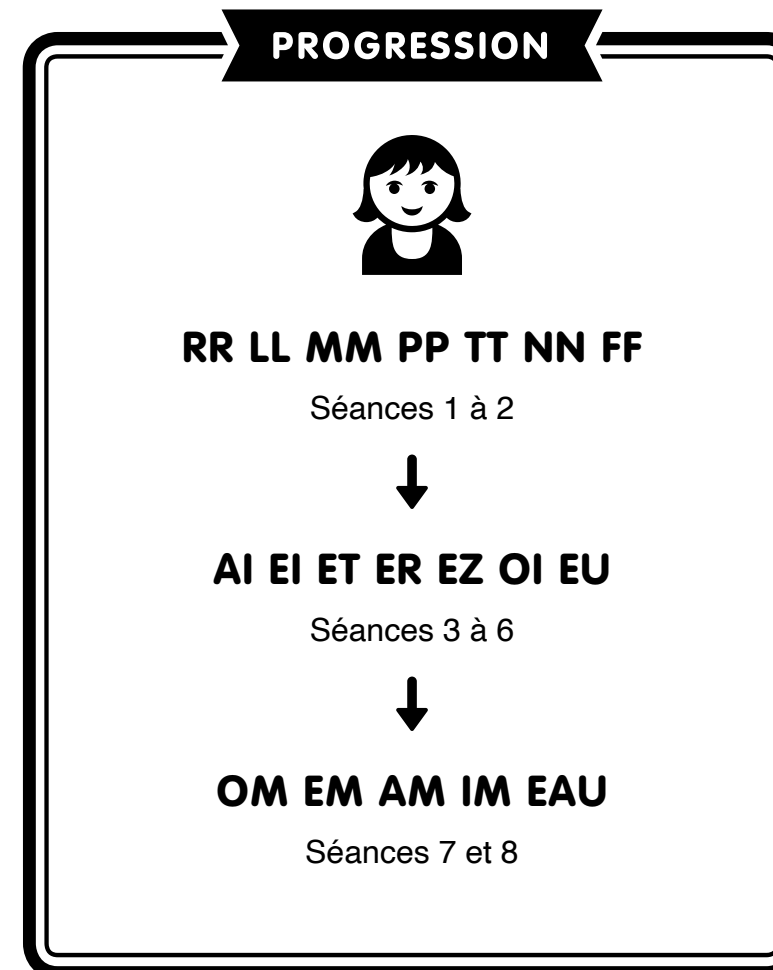 PROGRESSION
RR LL MM PP TT NN FF
Séances 1 à 2
AI EI ET ER EZ OI EU
Séances 3 à 6
OM EM AM IM EAU
Séances 7 et 8